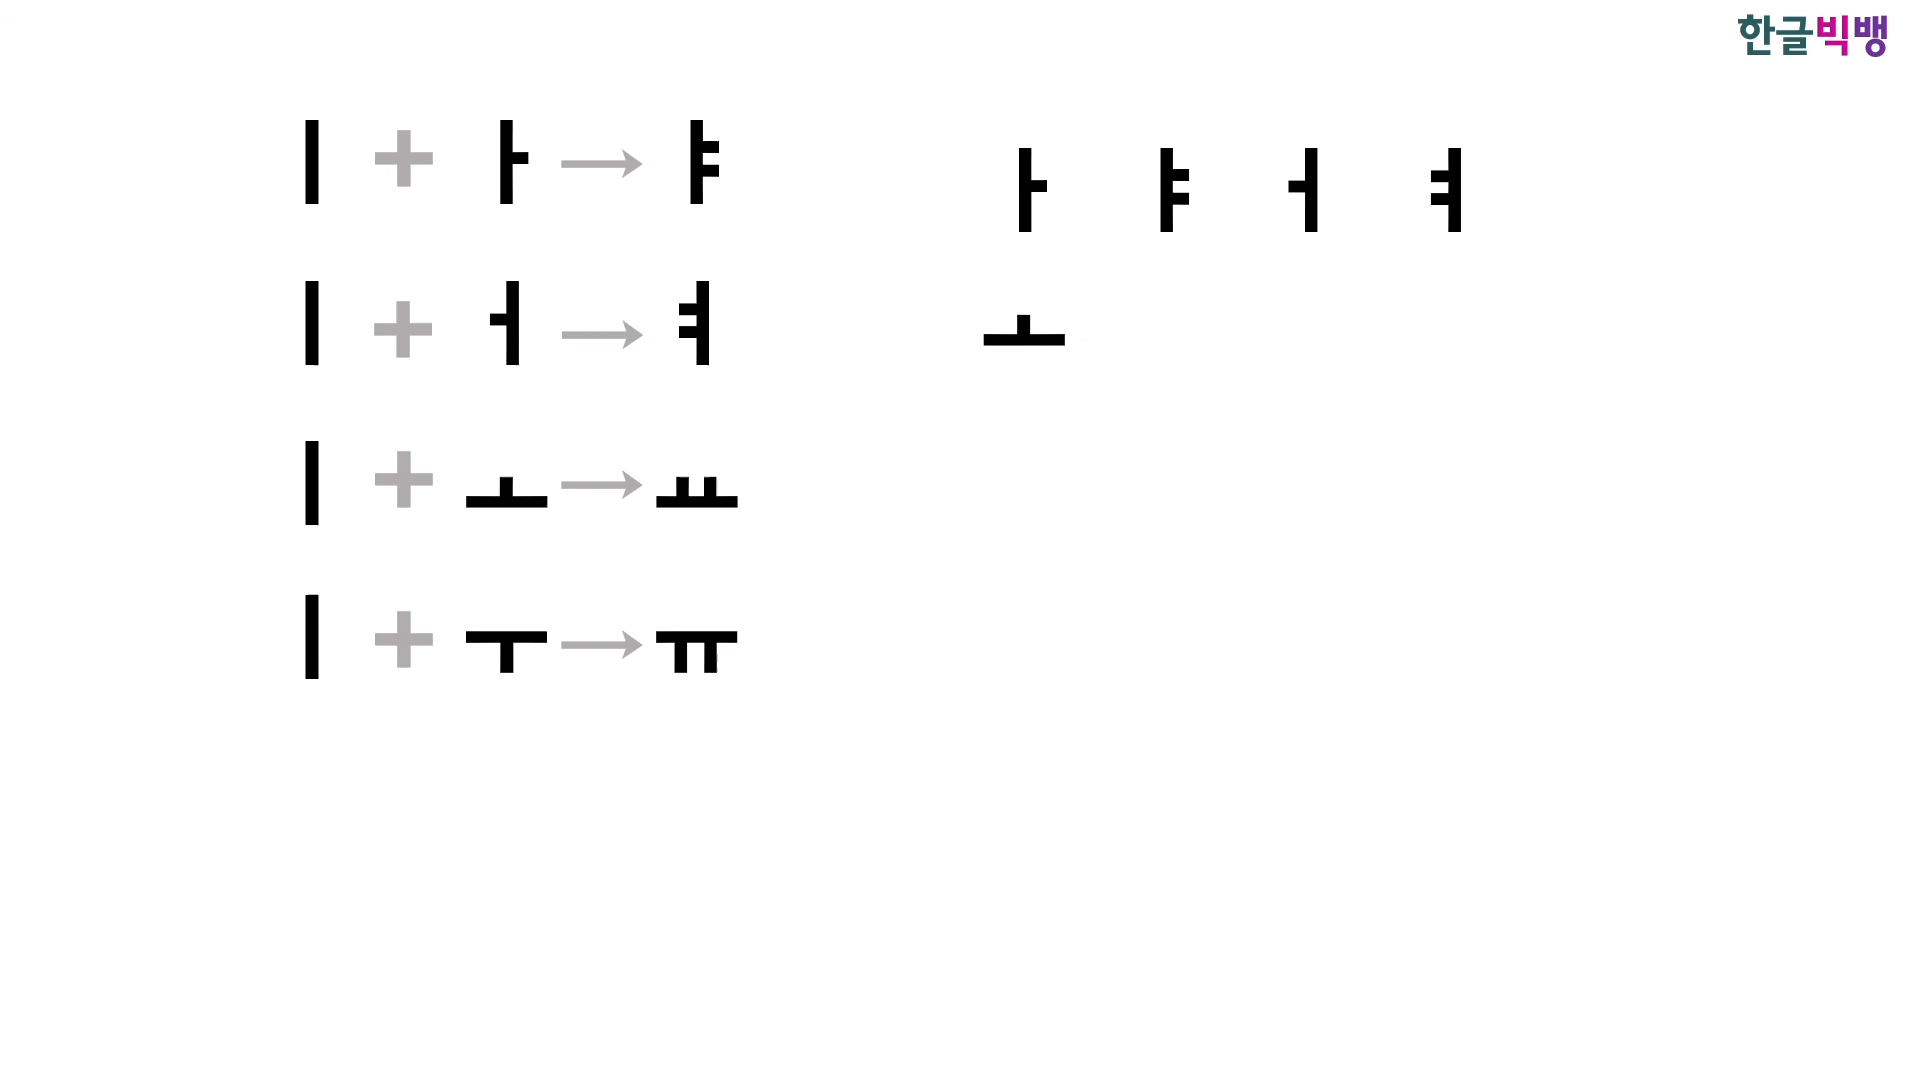 한글빅뱅
ㅣ + ㅏ → ㅑ
ㅣ + ㅓ → ㅕ
ㅣ + ㅗ → ㅛ
ㅣ + ㅜ → ㅠ
ㅏ ㅑ ㅓ ㅕ
ㅗ